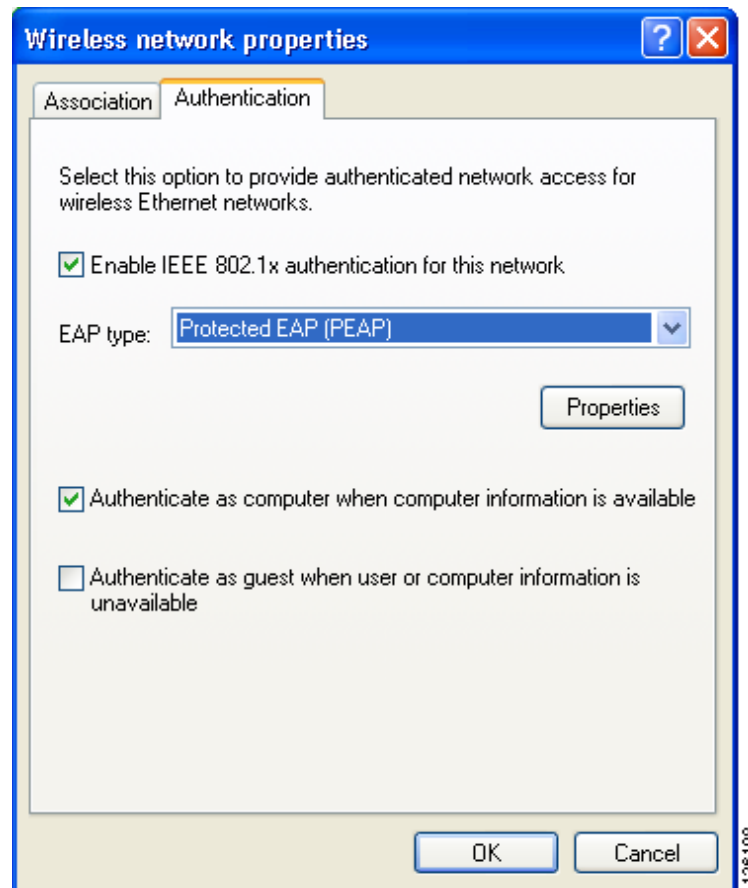 Wireless network properties
Association
Authentication
Select this option to provide authenticated network access for
wireless Ethernet networks.
Enable IEEE 802.1x authentication for this network
EAP type:
Protected EAP (PEAP)
Properties
Authenticate as computer when computer information is available
Authenticate as guest when user or computer information is
unavailable
OK
Cancel